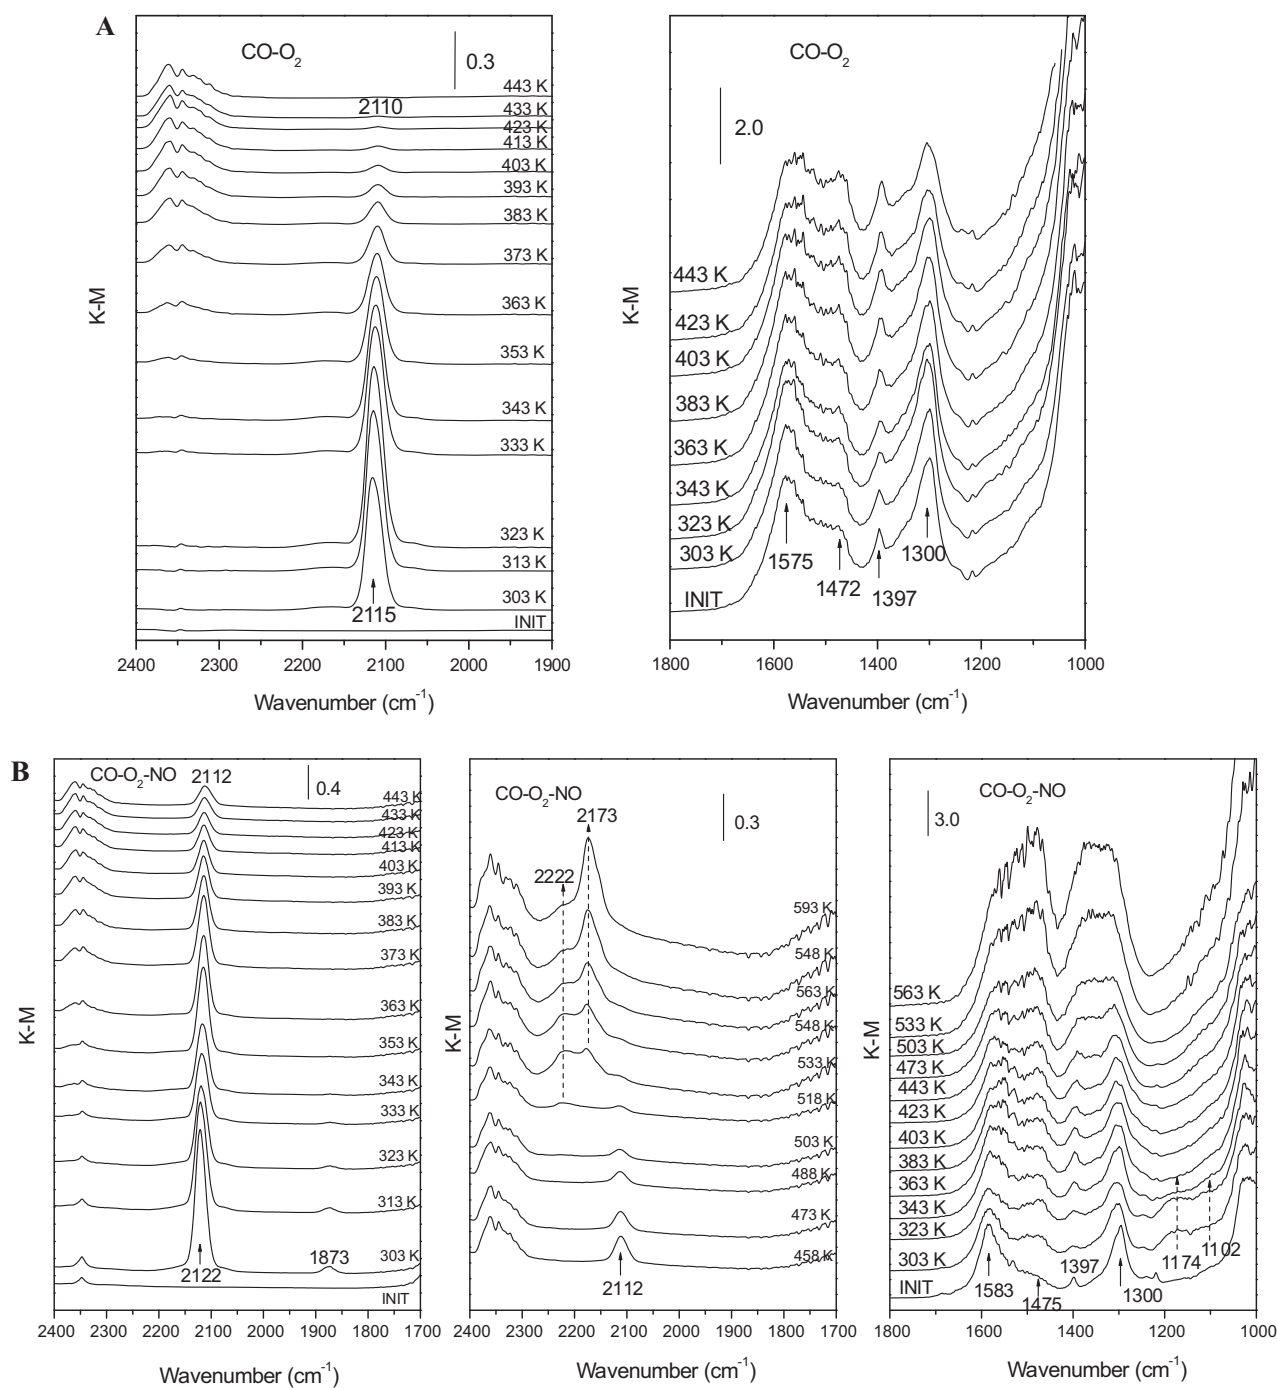 A
CO-O2
0.3
443 K
2110
433 K
423 K
413 K
403 K
393 K
383 K
373 K
363 K
353 K
343 K
333 K
323 K
313 K
303 K
2115
INIT
K-M
2400 2300 2200 2100 2000 1900
Wavenumber (cm-1)
CO-O2
2.0
443 K
423 K
403 K
383 K
363 K
343 K
323 K
303 K
INIT
1575
1472
1397
1300
K-M
1800 1600 1400 1200 1000
Wavenumber (cm-1)
B
CO-O2-NO
2112
0.4
443 K
433 K
423 K
413 K
403 K
393 K
383 K
373 K
363 K
353 K
343 K
333 K
323 K
313 K
303 K
1873
2122
INIT
K-M
2400 2300 2200 2100 2000 1900 1800 1700
Wavenumber (cm-1)
CO-O2-NO
0.3
2173
2222
593 K
548 K
563 K
548 K
533 K
518 K
503 K
488 K
473 K
458 K
2112
K-M
2400 2300 2200 2100 2000 1900 1800 1700
Wavenumber (cm-1)
CO-O2-NO
3.0
563 K
533 K
503 K
473 K
443 K
423 K
403 K
383 K
363 K
343 K
323 K
303 K
INIT
1583
1475
1397
1300
1174
1102
K-M
1800 1600 1400 1200 1000
Wavenumber (cm-1)